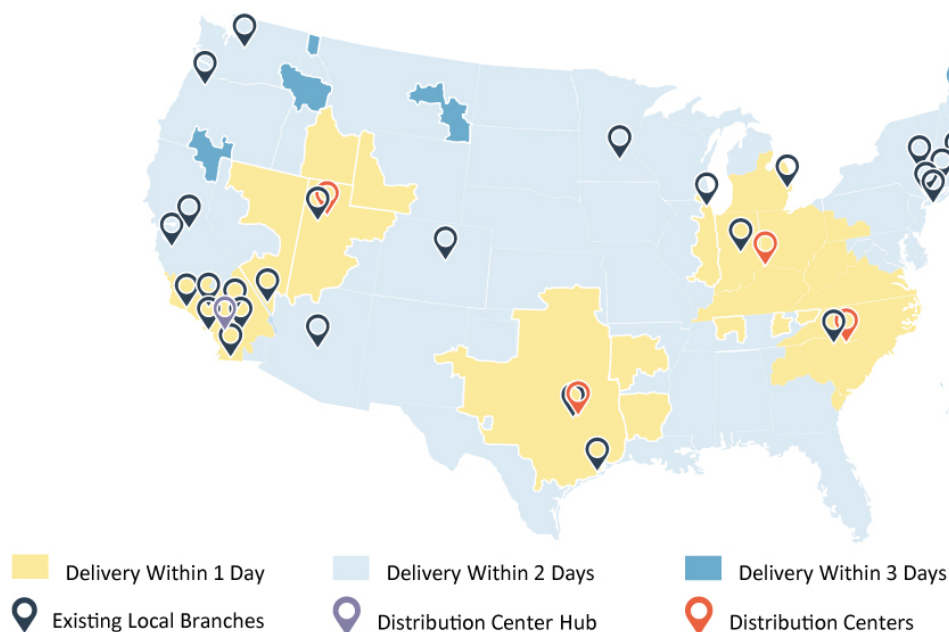 Delivery Within 1 Day
Delivery Within 2 Days
Delivery Within 3 Days
Existing Local Branches
Distribution Center Hub
Distribution Centers